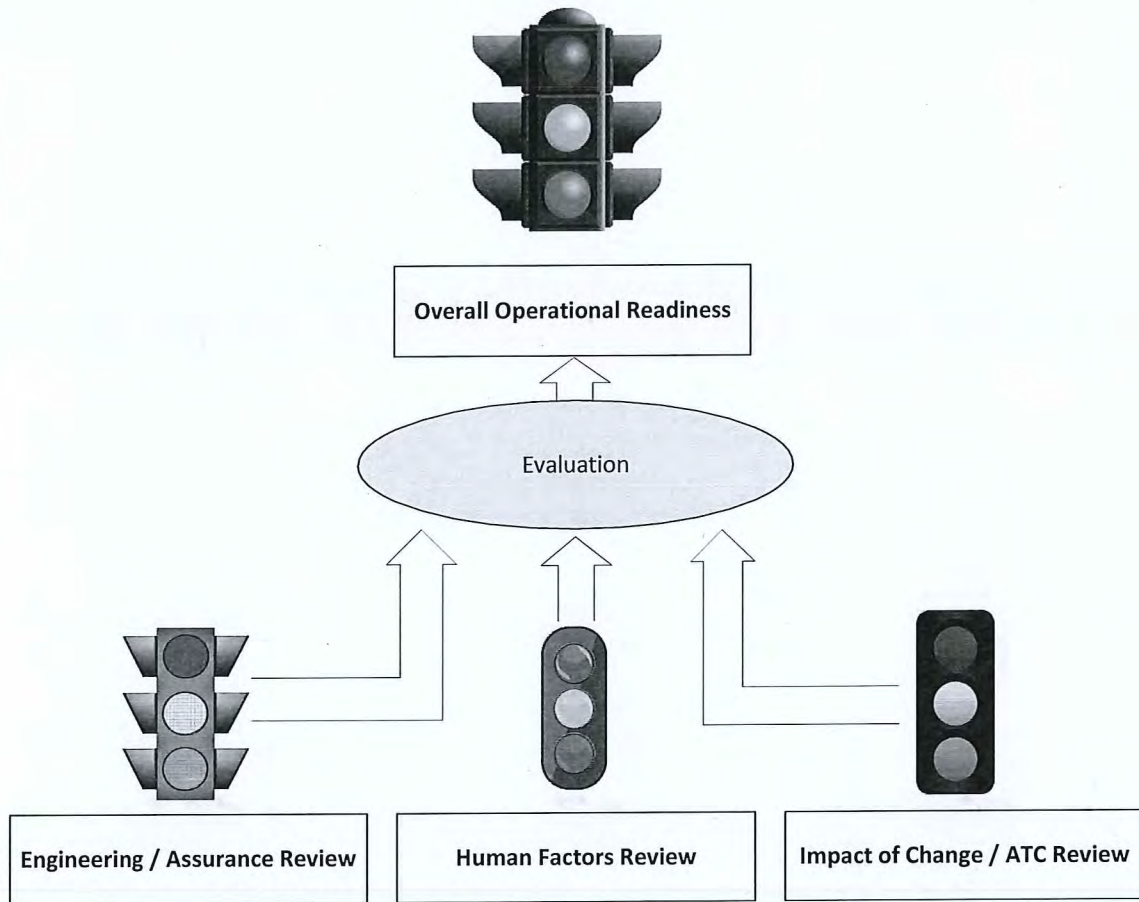 Overall Operational Readiness
Evaluation
Engineering / Assurance Review
Human Factors Review
Impact of Change / ATC Review